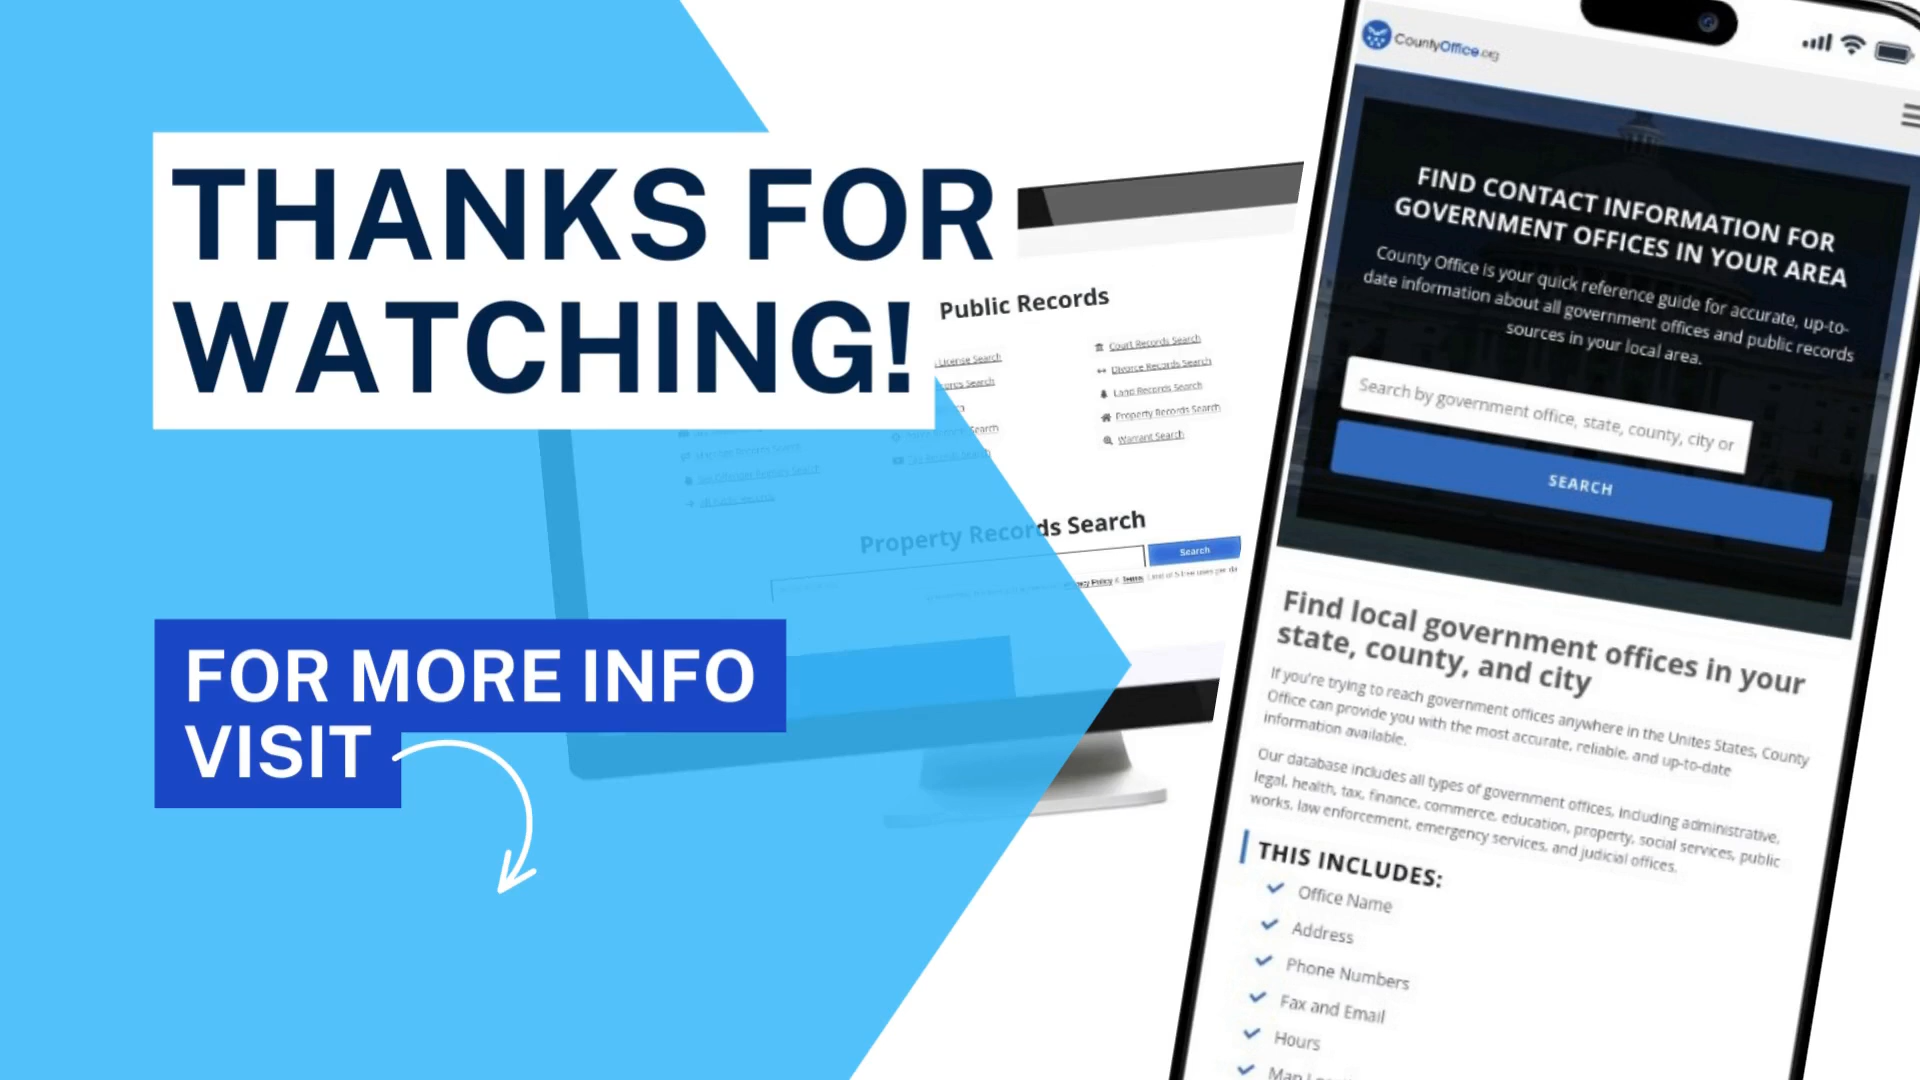 THANKS FOR
WATCHING!
FOR MORE INFO
VISIT
Public Records
License Search
Search
Search
Court Records Search
Divorce Records Search
Land Records Search
Property Records Search
Warrant Search
Property Records Search
Search
Policy & Terms
CountyOffice.org
FIND CONTACT INFORMATION FOR
GOVERNMENT OFFICES IN YOUR AREA
County Office is your quick reference guide for accurate, up-to-
date information about all government offices and public records
sources in your local area.
Search by government office, state, county, city or
SEARCH
Find local government offices in your
state, county, and city
If you're trying to reach government offices anywhere in the Unites States, County
Office can provide you with the most accurate, reliable, and up-to-date
information available.
Our database includes all types of government offices, including administrative,
legal, health, tax, finance, commerce, education, property, social services, public
works, law enforcement, emergency services, and judicial offices.
THIS INCLUDES:
Office Name
Address
Phone Numbers
Fax and Email
Hours
Map